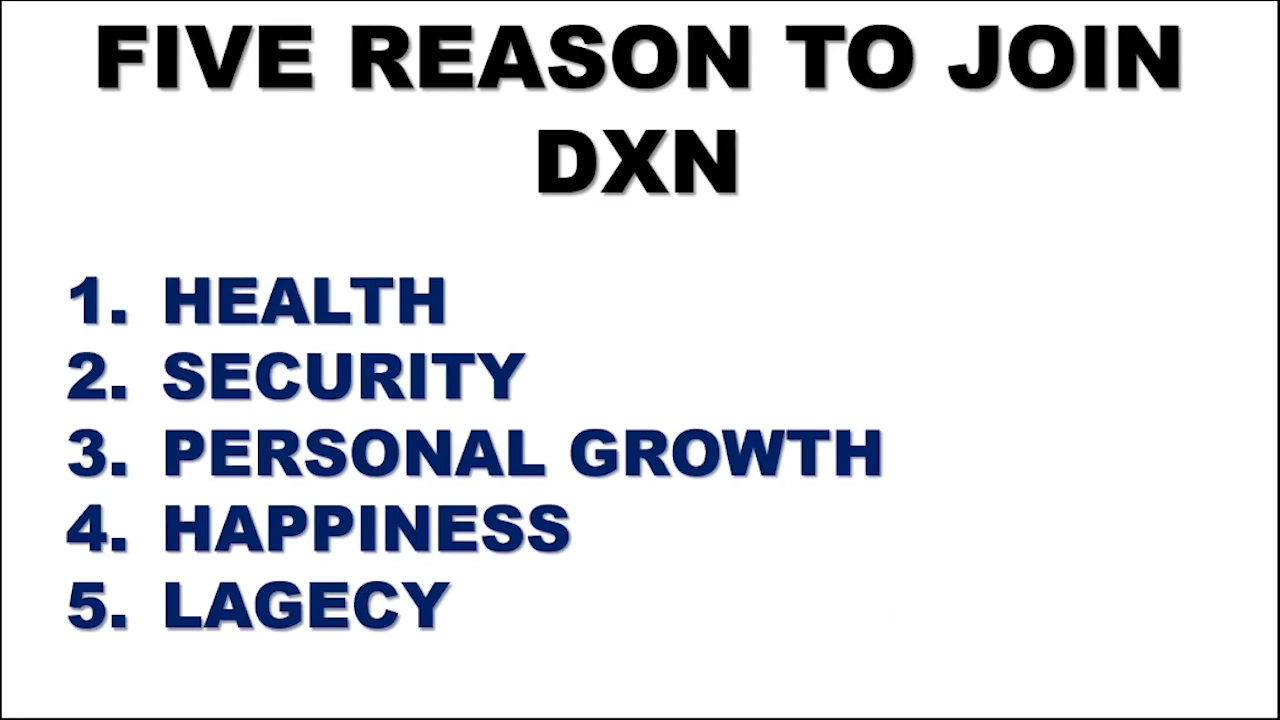 FIVE REASON TO JOIN
DXN
1. HEALTH
2. SECURITY
3. PERSONAL GROWTH
4. HAPPINESS
5. LAGECY